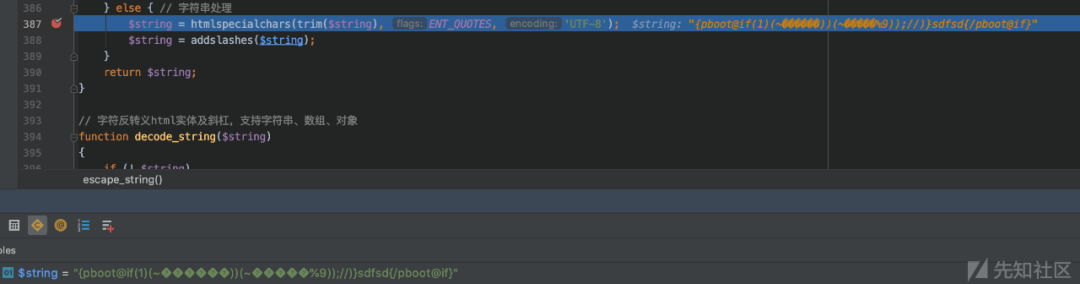 386 } else { // 字符串处理
387 $string = htmlspecialchars(trim($string), flags: ENT_QUOTES, encoding: 'UTF-8'); $string: "{pboot@if(1)(~������))(~�����%9));//)}sdfsd{/pboot@if}"
388 $string = addslashes($string);
389 }
390 return $string;
391 }
392
393 // 字符反转义html实体及斜杠，支持字符串、数组、对象
394 function decode_string($string)
395 {
396 if (! $string)
escape_string()
bles
01 $string = "{pboot@if(1)(~������))(~�����%9));//)}sdfsd{/pboot@if}"
先知社区